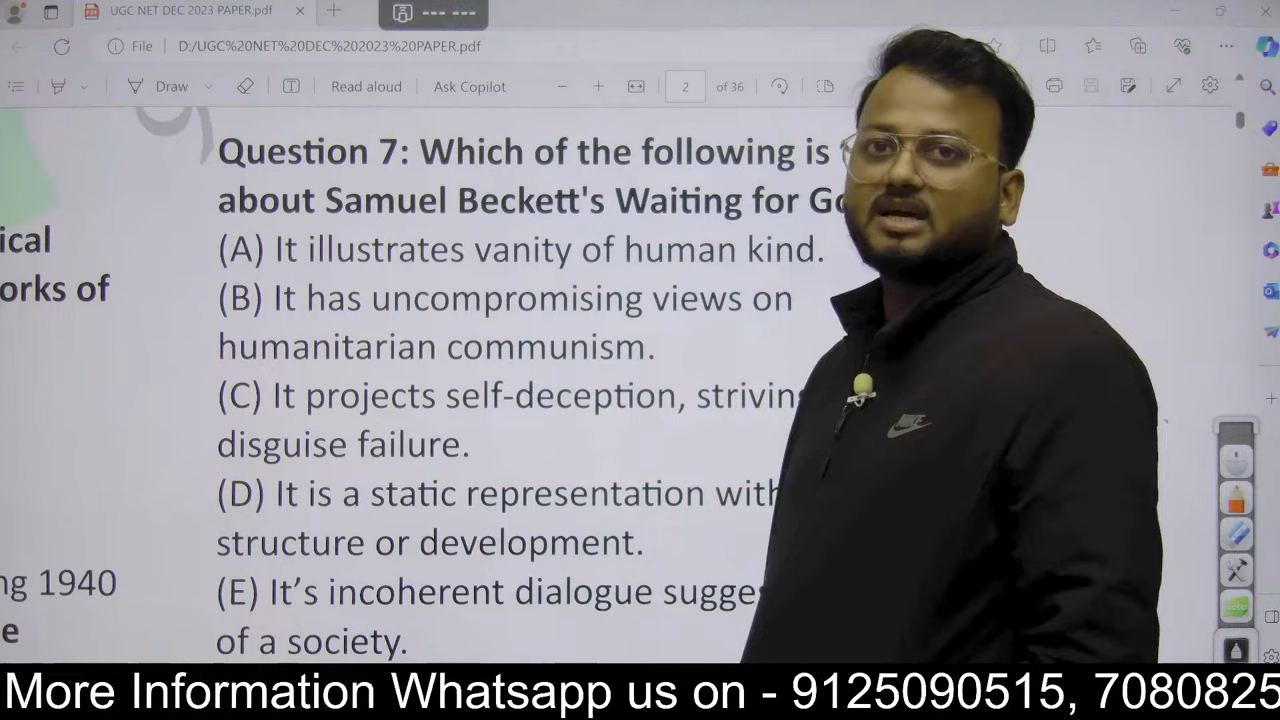 UGC NET DEC 2023 PAPER.pdf
File D:/UGC%20NET%20DEC%202023%20PAPER.pdf
Draw Read aloud Ask Copilot 2 of 36
Question 7: Which of the following is
about Samuel Beckett's Waiting for Go
(A) It illustrates vanity of human kind.
ical
(B) It has uncompromising views on
orks of
humanitarian communism.
(C) It projects self-deception, striving
disguise failure.
(D) It is a static representation with
structure or development.
ng 1940
(E) It’s incoherent dialogue sugge
e
of a society.
NIKE
More Information Whatsapp us on - 9125090515, 7080825